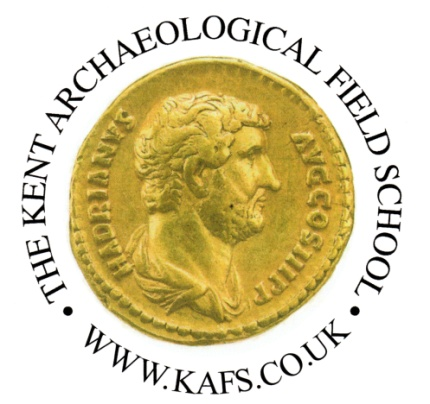 • THE KENT ARCHAEOLOGICAL FIELD SCHOOL •
WWW.KAFS.CO.UK
HADRIANVS
AVGCOSIIIPP